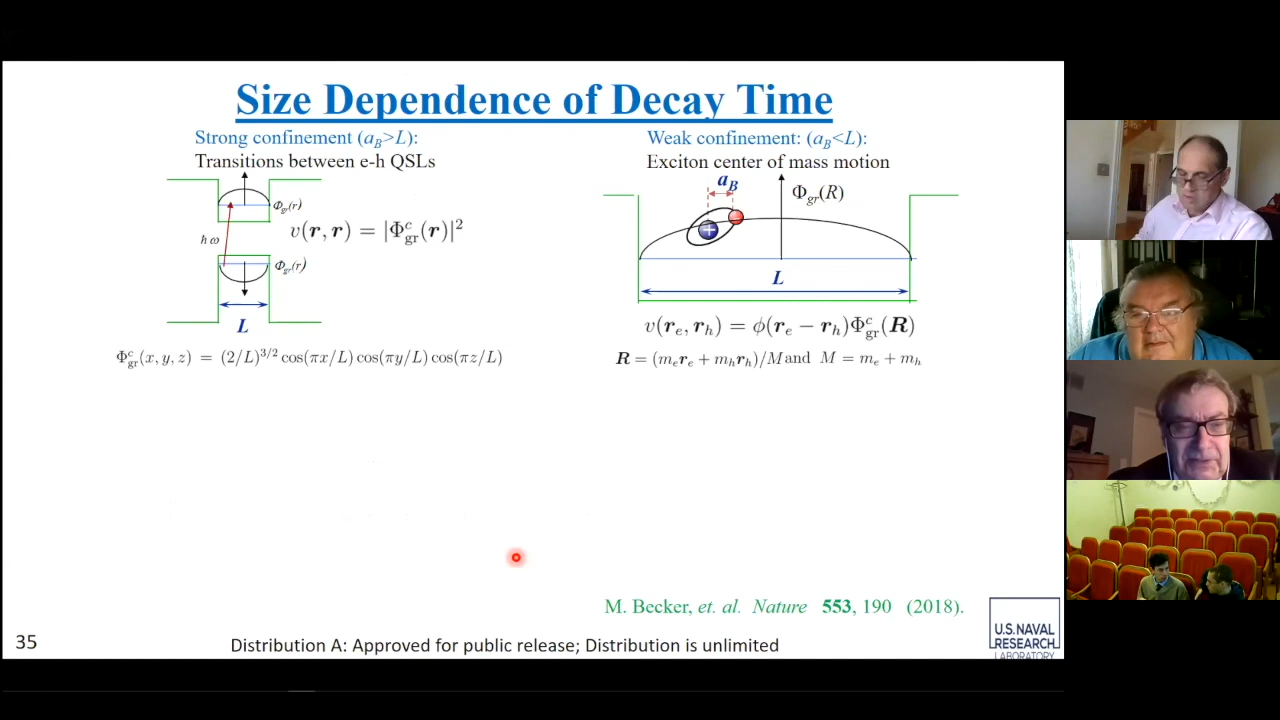 Size Dependence of Decay Time
Strong confinement (a_B>L):
Transitions between e-h QSLs
Φ_gr(r)
ħω
v(r, r) = |Φ^c_gr(r)|^2
Φ_gr(r)
L
Φ^c_gr(x, y, z) = (2/L)^3/2 cos(πx/L) cos(πy/L) cos(πz/L)
Weak confinement: (a_B<L):
Exciton center of mass motion
a_B
Φ_gr(R)
+
L
v(r_e, r_h) = ϕ(r_e − r_h)Φ^c_gr(R)
R = (m_e r_e + m_h r_h)/M and M = m_e + m_h
M. Becker, et. al. Nature 553, 190 (2018).
35
Distribution A: Approved for public release; Distribution is unlimited
U.S. NAVAL
RESEARCH
LABORATORY